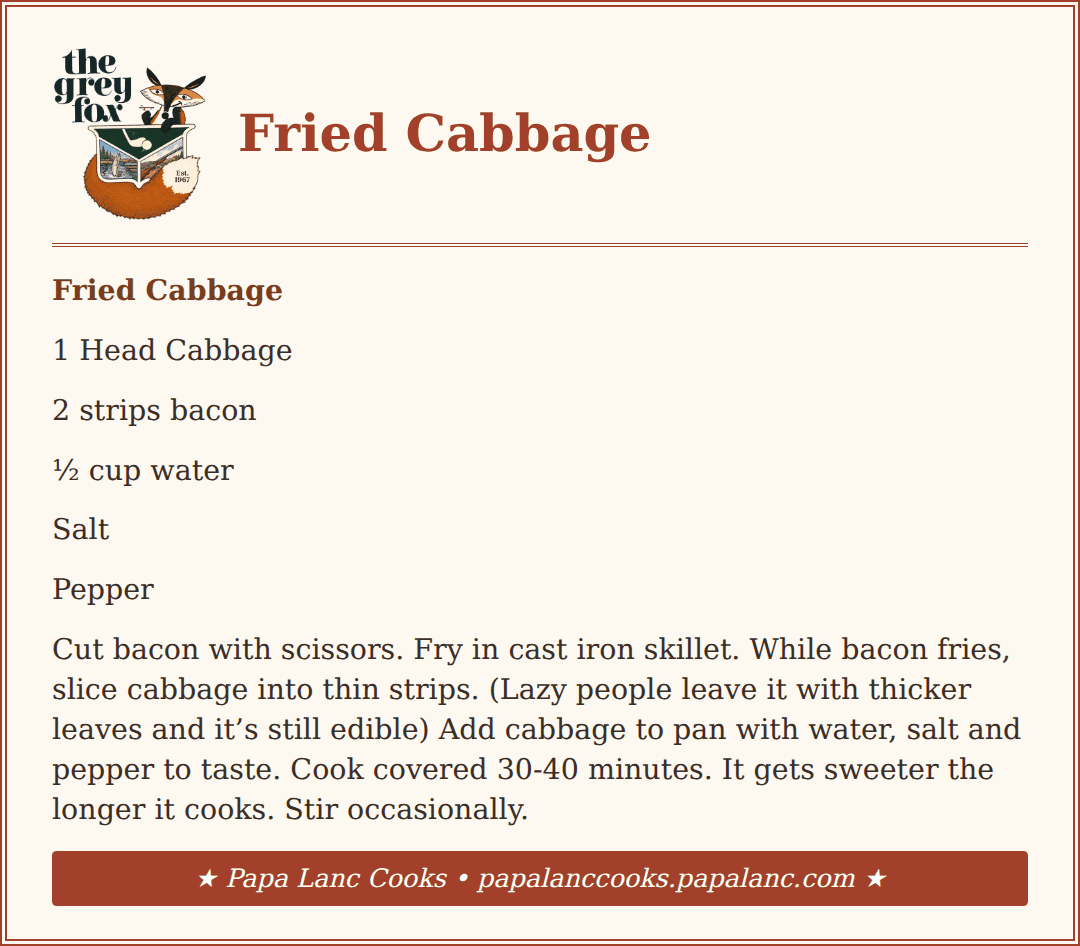 the
grey
fox
Est.
1967
Fried Cabbage
Fried Cabbage
1 Head Cabbage
2 strips bacon
½ cup water
Salt
Pepper
Cut bacon with scissors. Fry in cast iron skillet. While bacon fries,
slice cabbage into thin strips. (Lazy people leave it with thicker
leaves and it’s still edible) Add cabbage to pan with water, salt and
pepper to taste. Cook covered 30-40 minutes. It gets sweeter the
longer it cooks. Stir occasionally.
★ Papa Lanc Cooks • papalanccooks.papalanc.com ★